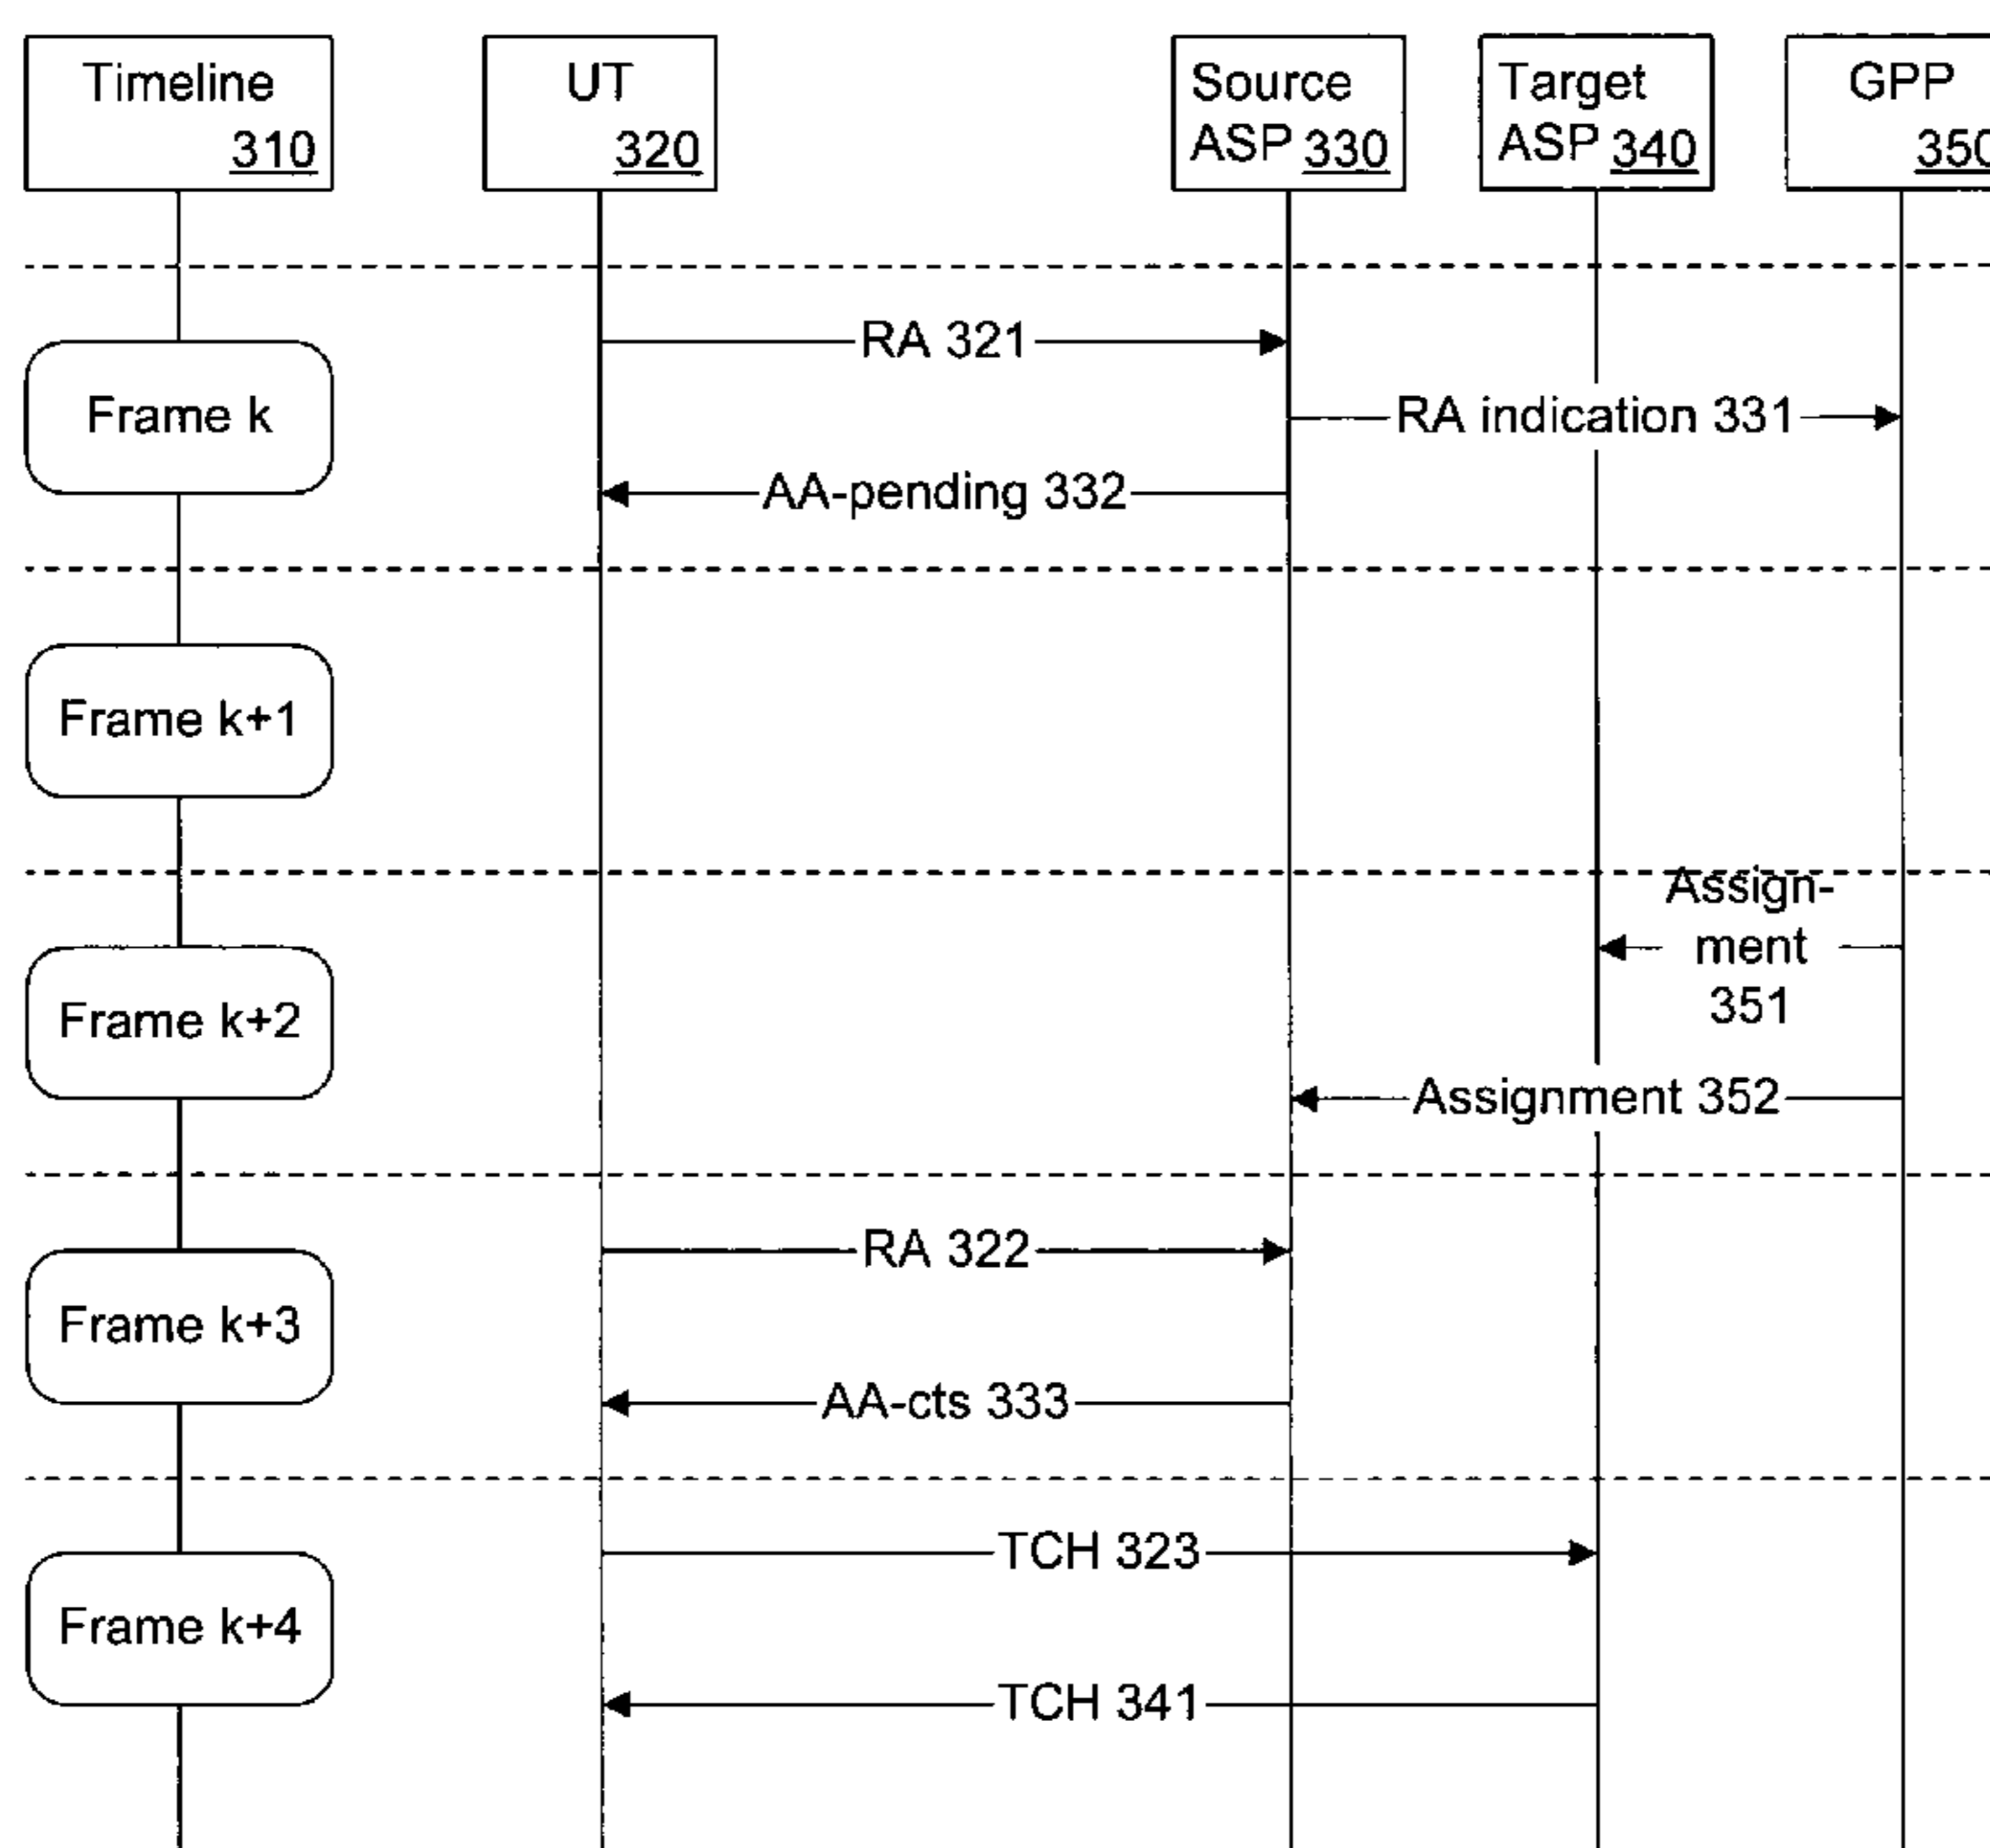 Timeline
310
UT
320
Source
ASP 330
Target
ASP 340
GPP
350
RA 321
Frame k
RA indication 331
AA-pending 332
Frame k+1
Assign-
ment
351
Frame k+2
Assignment 352
RA 322
Frame k+3
AA-cts 333
TCH 323
Frame k+4
TCH 341